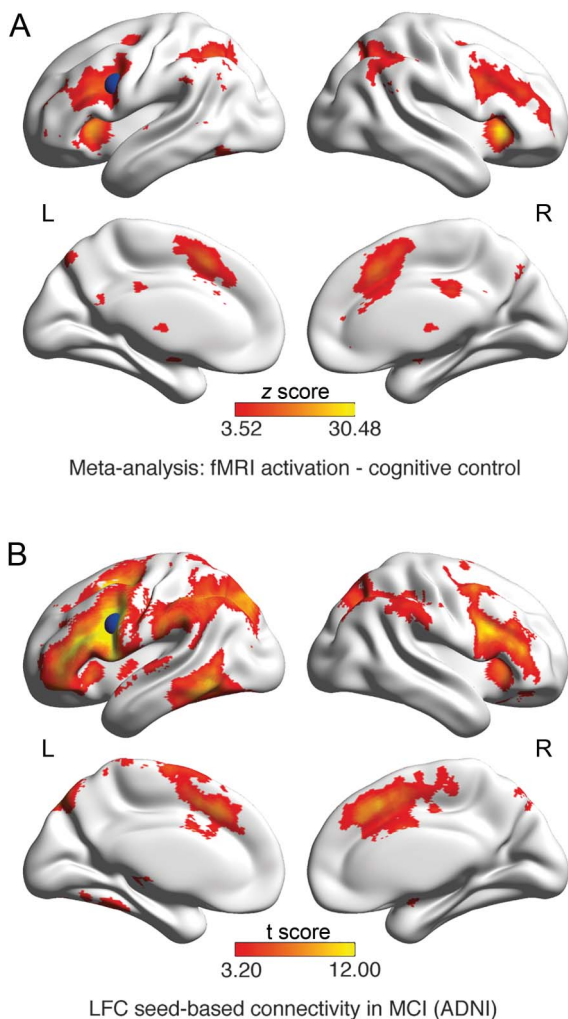 A
L
R
z score
3.52 30.48
Meta-analysis: fMRI activation - cognitive control
B
L
R
t score
3.20 12.00
LFC seed-based connectivity in MCI (ADNI)